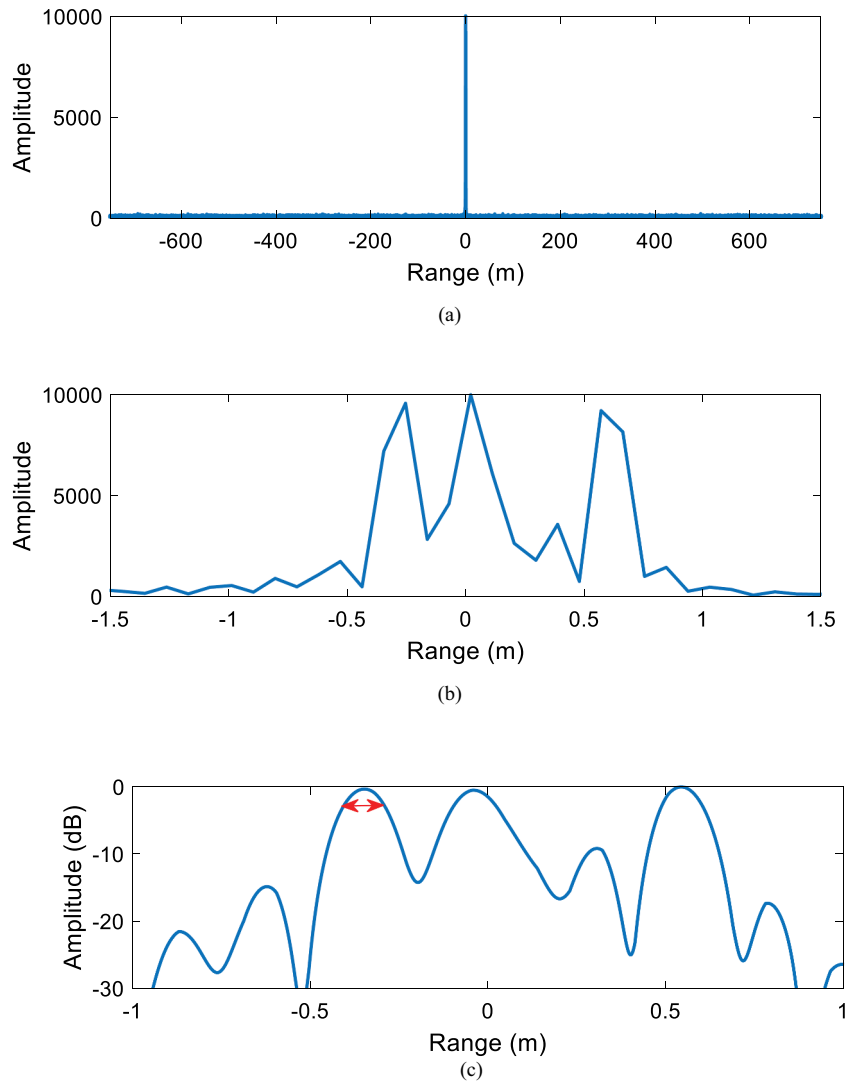 10000
5000
0
Amplitude
-600 -400 -200 0 200 400 600
Range (m)
(a)
10000
5000
0
Amplitude
-1.5 -1 -0.5 0 0.5 1 1.5
Range (m)
(b)
0
-10
-20
-30
Amplitude (dB)
-1 -0.5 0 0.5 1
Range (m)
(c)